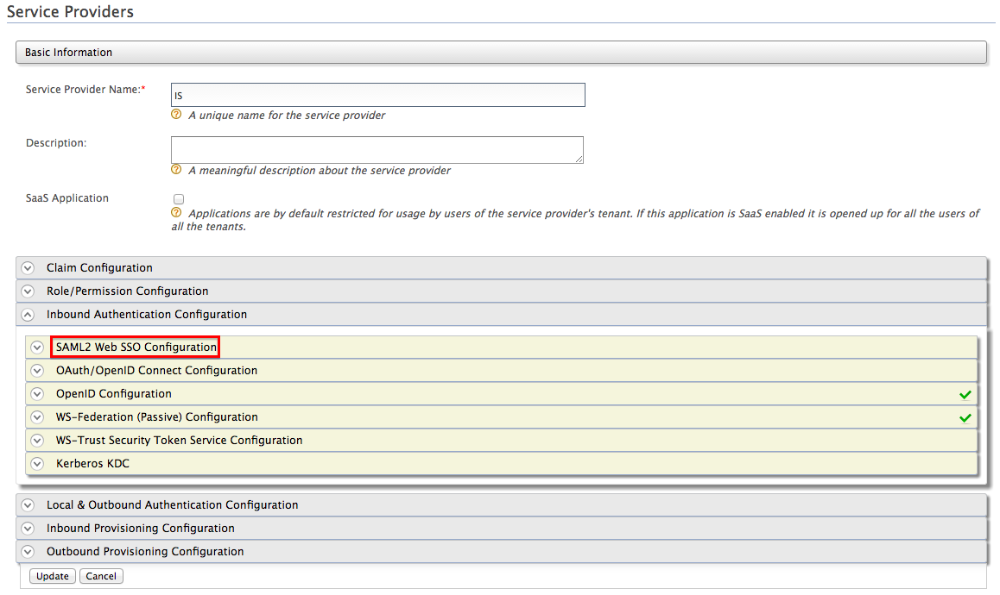 Service Providers
Basic Information
Service Provider Name:*
IS
A unique name for the service provider
Description:
A meaningful description about the service provider
SaaS Application
Applications are by default restricted for usage by users of the service provider's tenant. If this application is SaaS enabled it is opened up for all the users of
all the tenants.
Claim Configuration
Role/Permission Configuration
Inbound Authentication Configuration
SAML2 Web SSO Configuration
OAuth/OpenID Connect Configuration
OpenID Configuration
WS-Federation (Passive) Configuration
WS-Trust Security Token Service Configuration
Kerberos KDC
Local & Outbound Authentication Configuration
Inbound Provisioning Configuration
Outbound Provisioning Configuration
Update Cancel